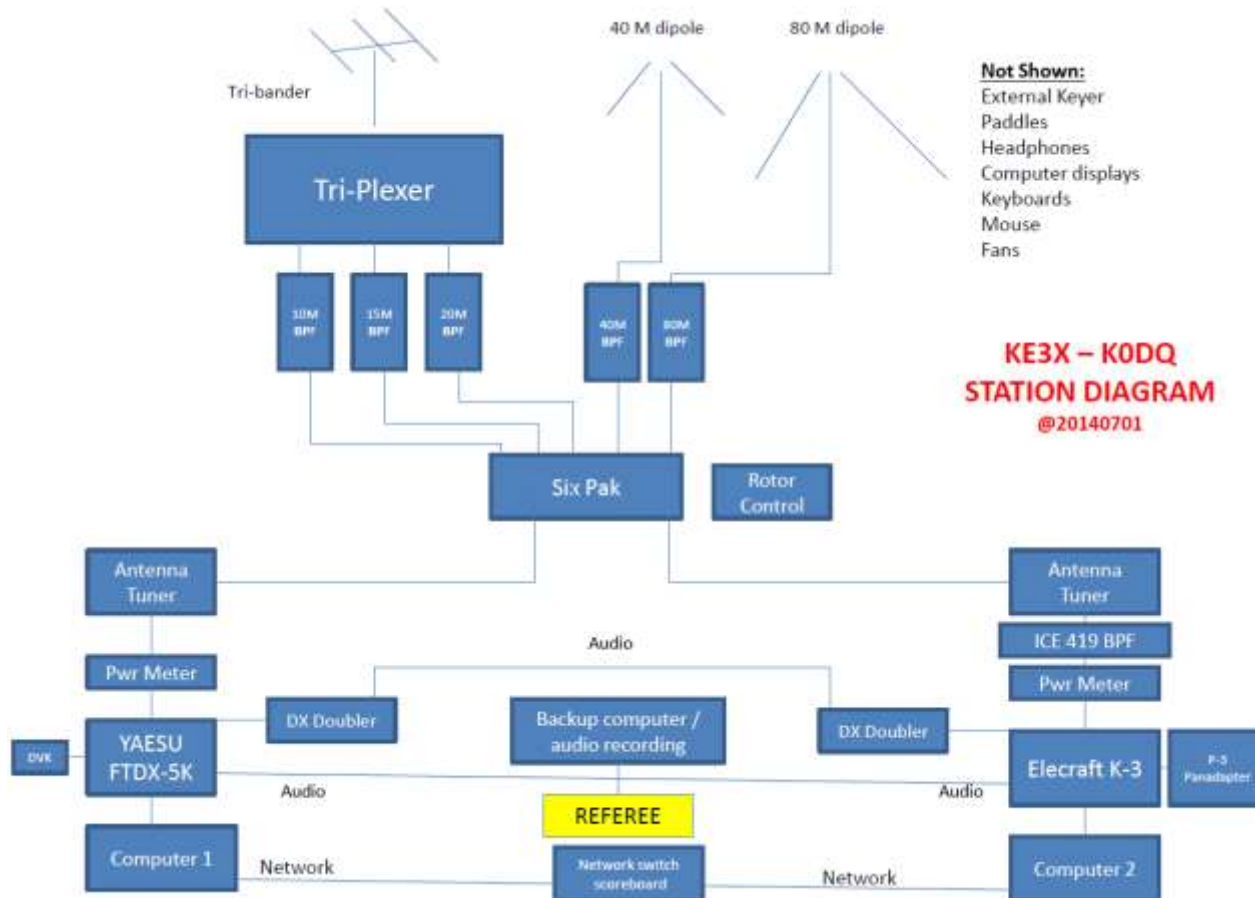 40 M dipole
80 M dipole
Not Shown:
External Keyer
Paddles
Headphones
Computer displays
Keyboards
Mouse
Fans
Tri-bander
Tri-Plexer
10M
BPF
15M
BPF
20M
BPF
40M
BPF
80M
BPF
KE3X – K0DQ
STATION DIAGRAM
@20140701
Six Pak
Rotor
Control
Antenna
Tuner
Antenna
Tuner
ICE 419 BPF
Audio
Pwr Meter
Pwr Meter
DX Doubler
Backup computer /
audio recording
DX Doubler
DVK
YAESU
FTDX-5K
Elecraft K-3
P-3
Panadapter
Audio
Audio
REFEREE
Computer 1
Network
Network switch
scoreboard
Network
Computer 2